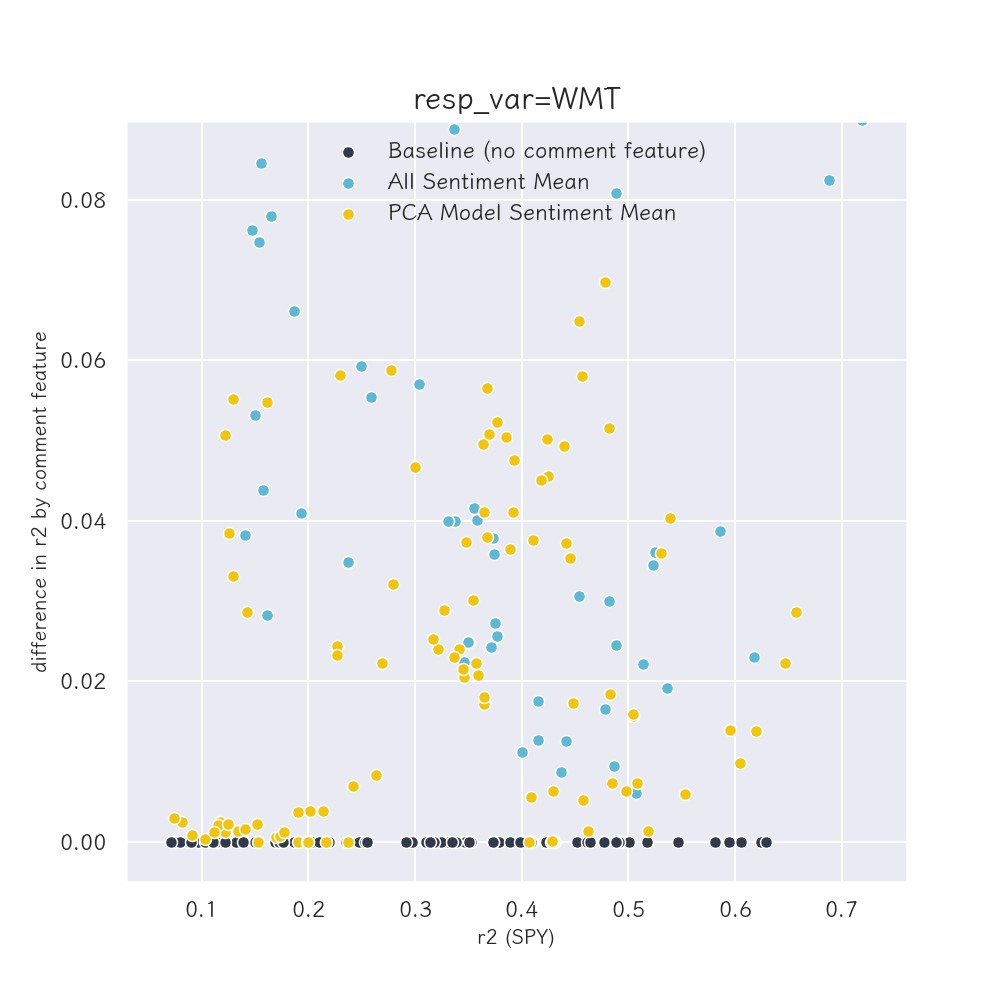 resp_var=WMT
Baseline (no comment feature)
All Sentiment Mean
PCA Model Sentiment Mean
difference in r2 by comment feature
0.08
0.06
0.04
0.02
0.00
0.1 0.2 0.3 0.4 0.5 0.6 0.7
r2 (SPY)